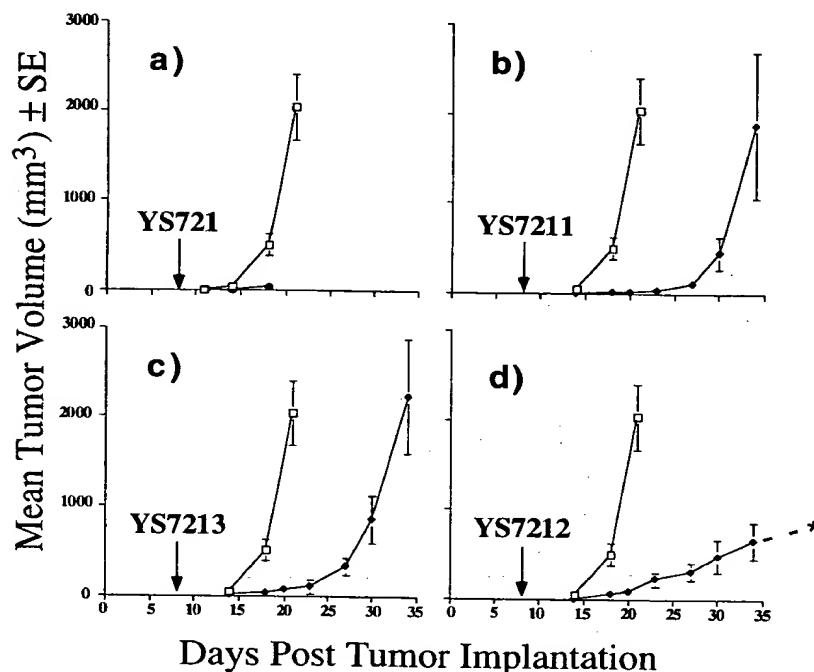 Mean Tumor Volume (mm³) ± SE
3000
2000
1000
0
a)
YS721
b)
YS7211
3000
2000
1000
0
c)
YS7213
0 5 10 15 20 25 30 35
d)
YS7212
*
0 5 10 15 20 25 30 35
Days Post Tumor Implantation